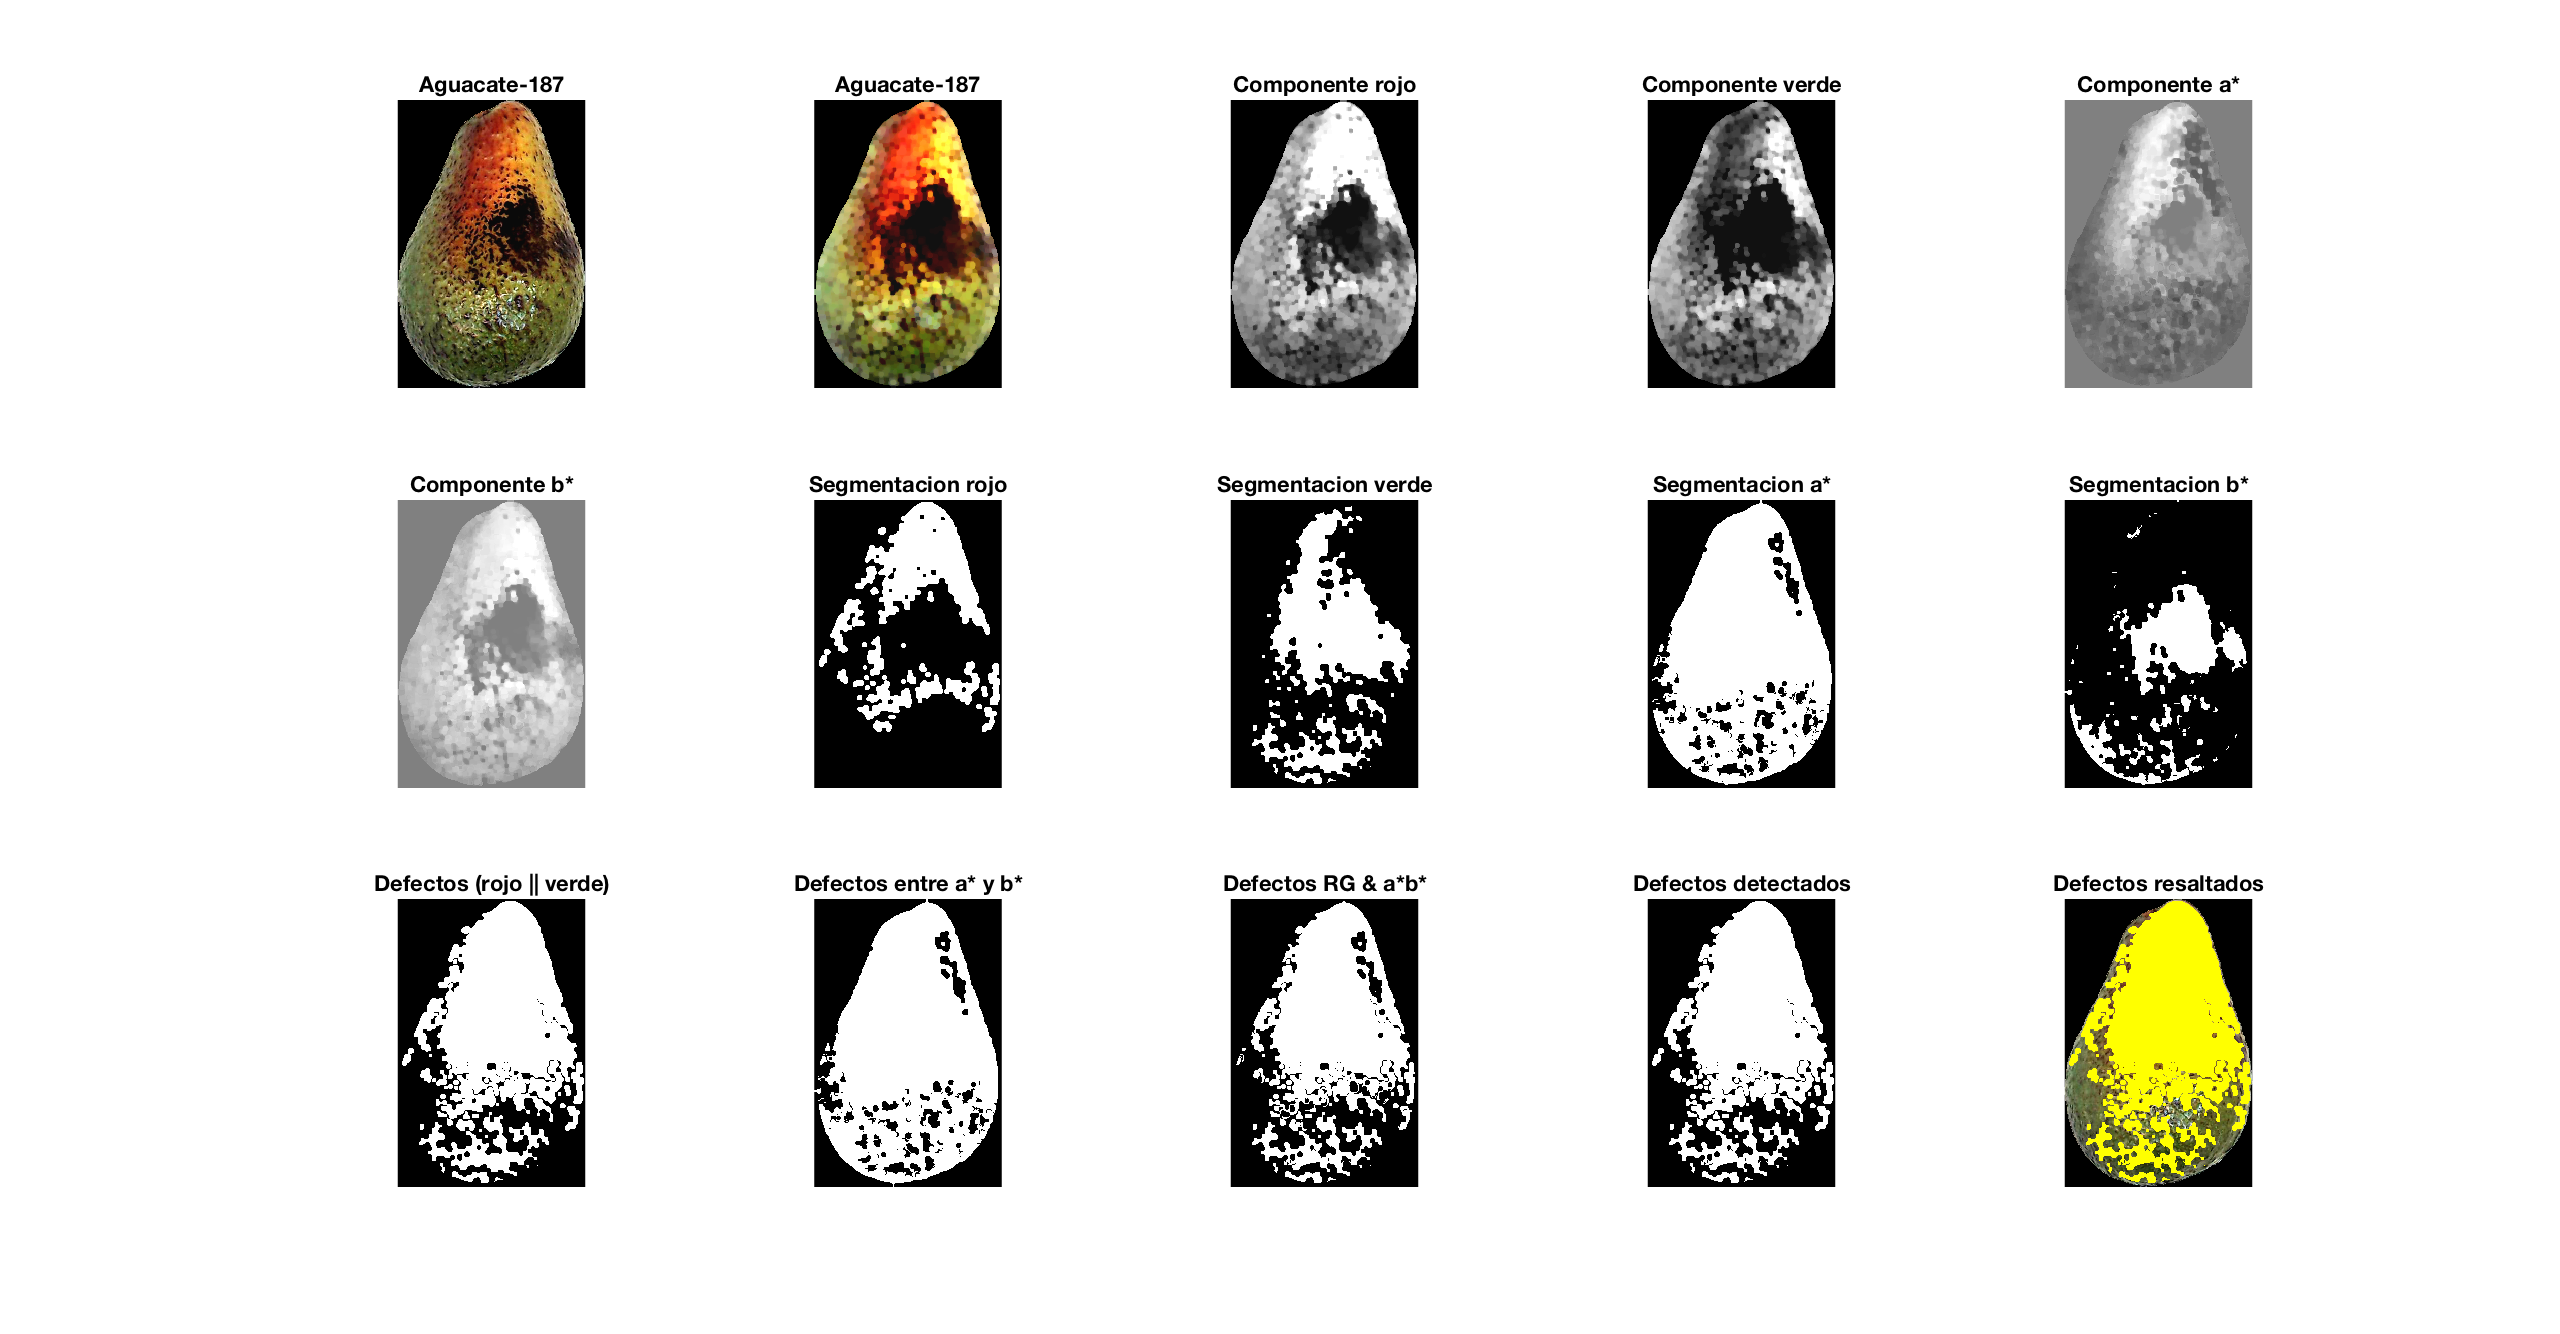 Aguacate-187
Aguacate-187
Componente rojo
Componente verde
Componente a*
Componente b*
Segmentacion rojo
Segmentacion verde
Segmentacion a*
Segmentacion b*
Defectos (rojo || verde)
Defectos entre a* y b*
Defectos RG & a*b*
Defectos detectados
Defectos resaltados